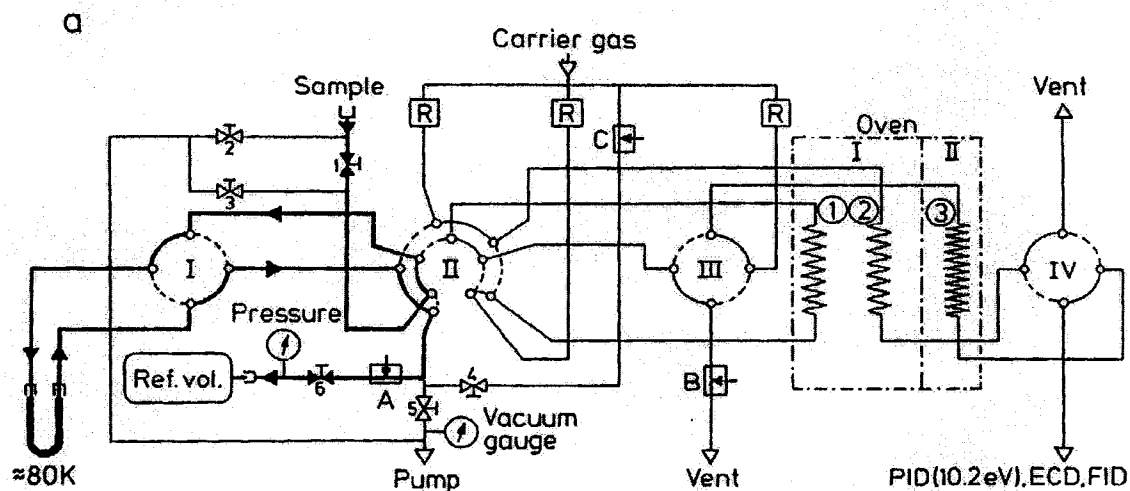 a
Carrier gas
Sample
Vent
R
R
R
Oven
C
I
II
2
1
3
1
2
3
I
II
III
IV
Pressure
Ref. vol.
6
A
4
5
B
Vacuum
gauge
≈80K
Pump
Vent
PID(10.2eV), ECD, FID